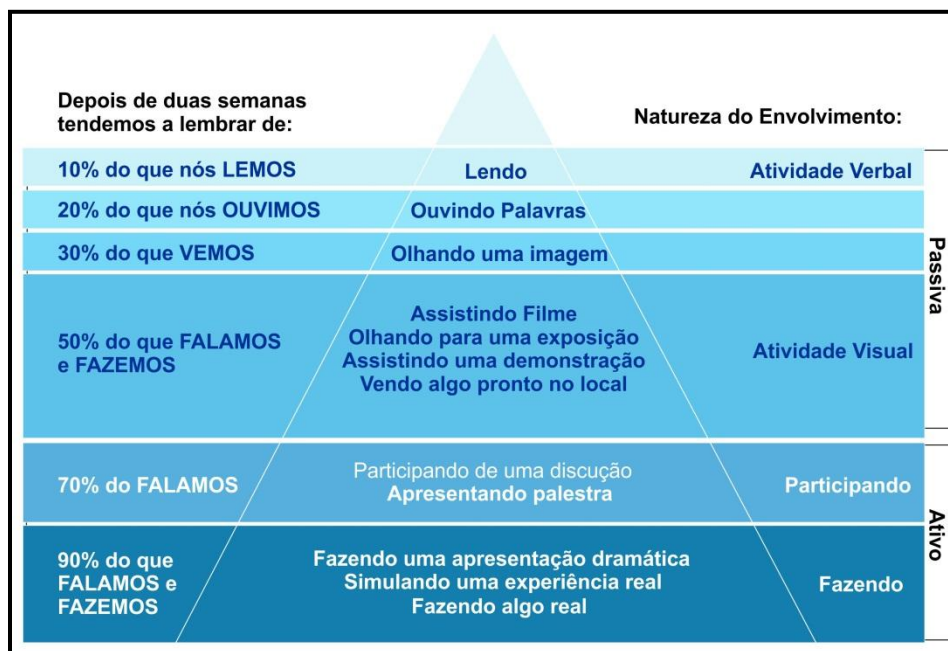 Depois de duas semanas
tendemos a lembrar de:
Natureza do Envolvimento:
10% do que nós LEMOS
Lendo
Atividade Verbal
20% do que nós OUVIMOS
Ouvindo Palavras
30% do que VEMOS
Olhando uma imagem
50% do que FALAMOS
e FAZEMOS
Assistindo Filme
Olhando para uma exposição
Assistindo uma demonstração
Vendo algo pronto no local
Atividade Visual
Passiva
70% do FALAMOS
Participando de uma discução
Apresentando palestra
Participando
90% do que
FALAMOS e
FAZEMOS
Fazendo uma apresentação dramática
Simulando uma experiência real
Fazendo algo real
Fazendo
Ativo